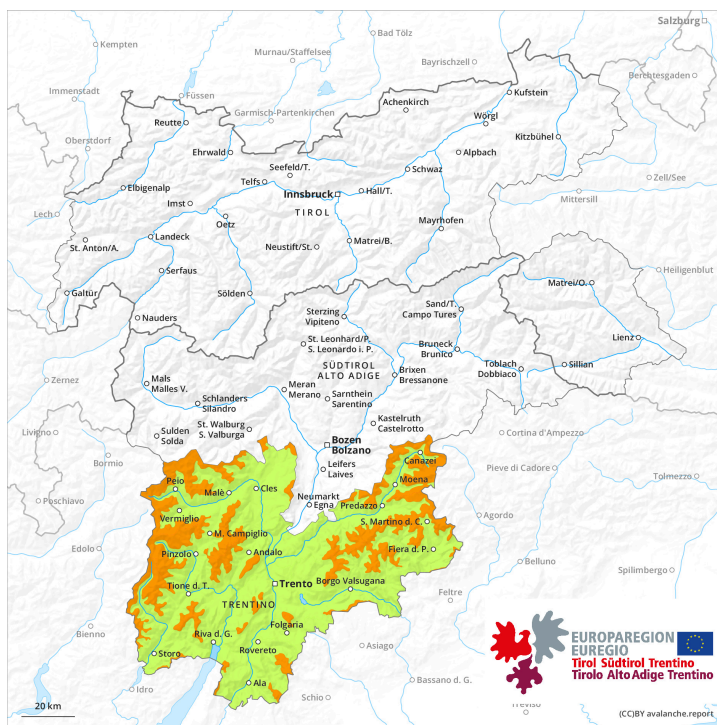 Salzburg
Kempten
Bad Tölz
Murnau/Staffelsee
Bayrischzell
Berchtesgaden
Immenstadt
Füssen
Garmisch-Partenkirchen
Achenkirch
Kufstein
Oberstdorf
Reutte
Wörgl
Kitzbühel
Ehrwald
Alpbach
Seefeld/T.
Schwaz
Zell/See
Elbigenalp
Telfs
Innsbruck
Hall/T.
Mittersill
Lech
Imst
TIROL
Oetz
Mayrhofen
St. Anton/A.
Landeck
Neustift/St.
Matrei/B.
Serfaus
Heiligenblut
Galtür
Sölden
Matrei/O.
Nauders
Sterzing
Vipiteno
Sand/T.
Campo Tures
St. Leonhard/P.
S. Leonardo i. P.
Bruneck
Brunico
Lienz
SÜDTIROL
ALTO ADIGE
Toblach
Dobbiaco
Sillian
Zernez
Mals
Malles V.
Meran
Merano
Brixen
Bressanone
Schlanders
Silandro
Sarnthein
Sarentino
Livigno
Sulden
Solda
St. Walburg
S. Valburga
Kastelruth
Castelrotto
Cortina d'Ampezzo
Bozen
Bolzano
Bormio
Canazei
Pieve di Cadore
Leifers
Laives
Tolmezzo
Poschiavo
Peio
Malè
Cles
Moena
Neumarkt
Egna
Predazzo
Agordo
Vermiglio
S. Martino d. C.
M. Campiglio
Edolo
Pinzolo
Andalo
Fiera d. P.
Belluno
Spilimbergo
Tione d. T.
Trento
Borgo Valsugana
Feltre
TRENTINO
Bienno
Folgaria
Riva d. G.
Rovereto
Asiago
Storo
Ala
Bassano d. G.
Idro
Schio
Treviso
EUROPAREGION
EUREGIO
Tirol Südtirol Trentino
Tirolo Alto Adige Trentino
20 km
(CC)BY avalanche.report